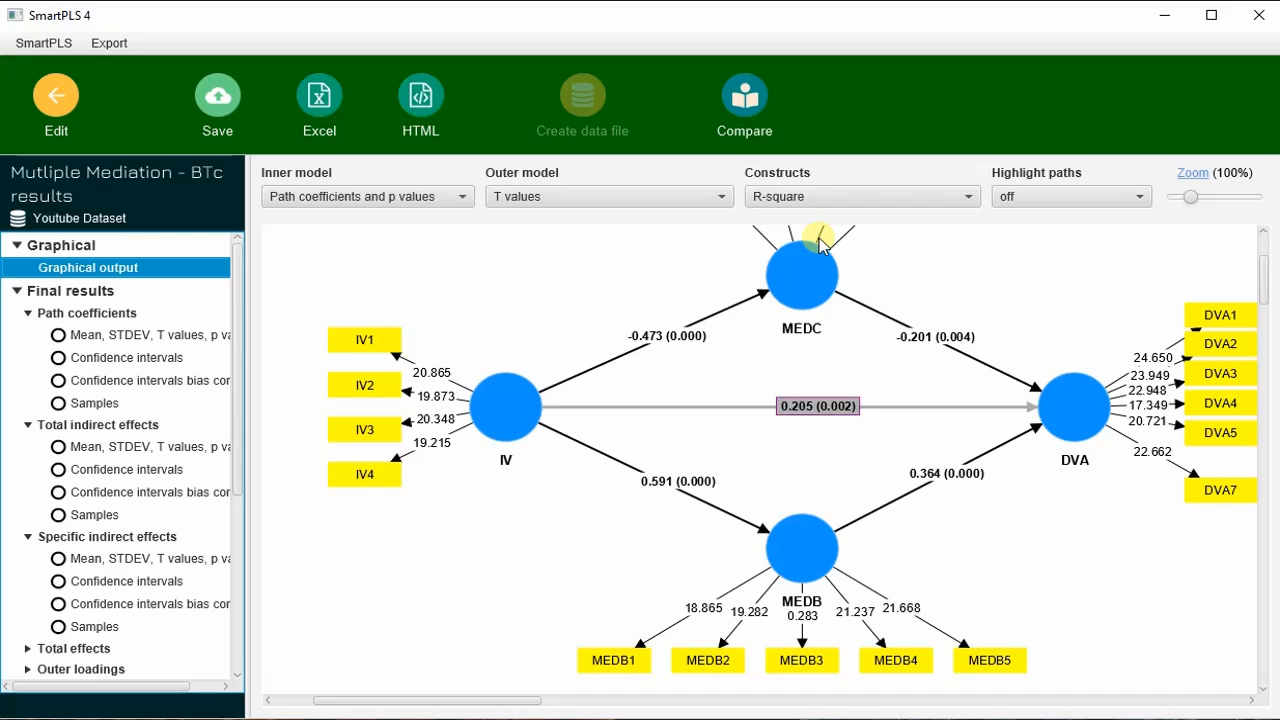 SmartPLS 4
SmartPLS Export
Edit Save Excel HTML Create data file Compare
Mutliple Mediation - BTc
results
Youtube Dataset
Graphical
Graphical output
Final results
Path coefficients
Mean, STDEV, T values, p va
Confidence intervals
Confidence intervals bias cor
Samples
Total indirect effects
Mean, STDEV, T values, p va
Confidence intervals
Confidence intervals bias cor
Samples
Specific indirect effects
Mean, STDEV, T values, p va
Confidence intervals
Confidence intervals bias cor
Samples
Total effects
Outer loadings
Inner model Outer model Constructs Highlight paths Zoom (100%)
Path coefficients and p values T values R-square off
MEDC
-0.473 (0.000) -0.201 (0.004)
IV1
IV2
IV3
IV4
20.865
19.873
20.348
19.215
IV
0.205 (0.002)
DVA
24.650
23.949
22.948
17.349
20.721
22.662
DVA1
DVA2
DVA3
DVA4
DVA5
DVA7
0.591 (0.000) 0.364 (0.000)
MEDB
18.865 19.282 0.283 21.237 21.668
MEDB1 MEDB2 MEDB3 MEDB4 MEDB5